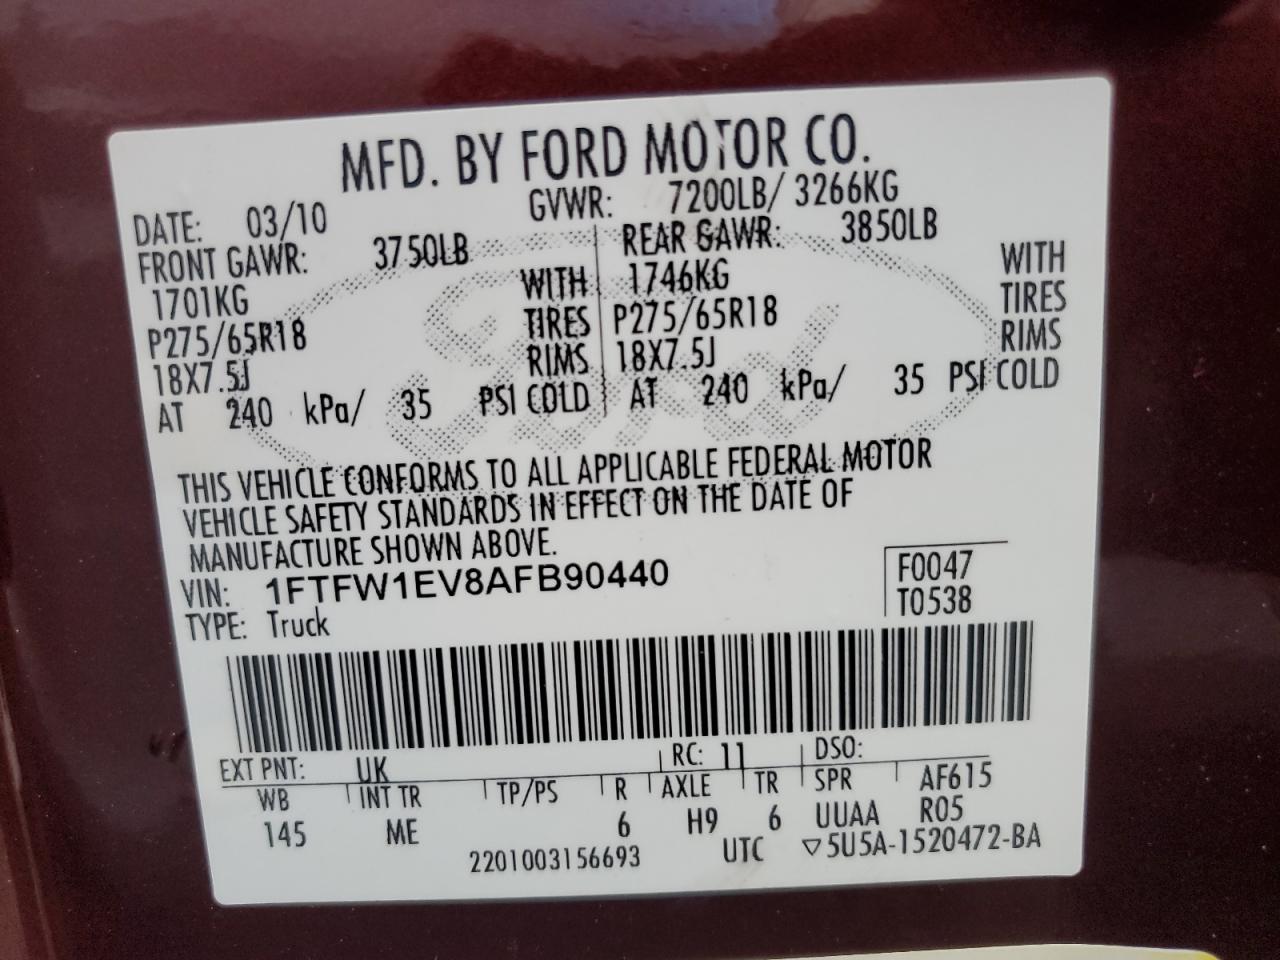 MFD. BY FORD MOTOR CO.
DATE: 03/10 GVWR: 7200LB/ 3266KG
FRONT GAWR: 3750LB REAR GAWR: 3850LB
1701KG WITH 1746KG WITH
P275/65R18 TIRES P275/65R18 TIRES
18X7.5J RIMS 18X7.5J RIMS
AT 240 kPa/ 35 PSI COLD AT 240 kPa/ 35 PSI COLD
THIS VEHICLE CONFORMS TO ALL APPLICABLE FEDERAL MOTOR
VEHICLE SAFETY STANDARDS IN EFFECT ON THE DATE OF
MANUFACTURE SHOWN ABOVE.
VIN: 1FTFW1EV8AFB90440 F0047
TYPE: Truck T0538
EXT PNT: UK RC: 11 DSO:
WB INT TR TP/PS R AXLE TR SPR AF615
145 ME 6 H9 6 UUAA R05
2201003156693 UTC ▽5U5A-1520472-BA
Ford